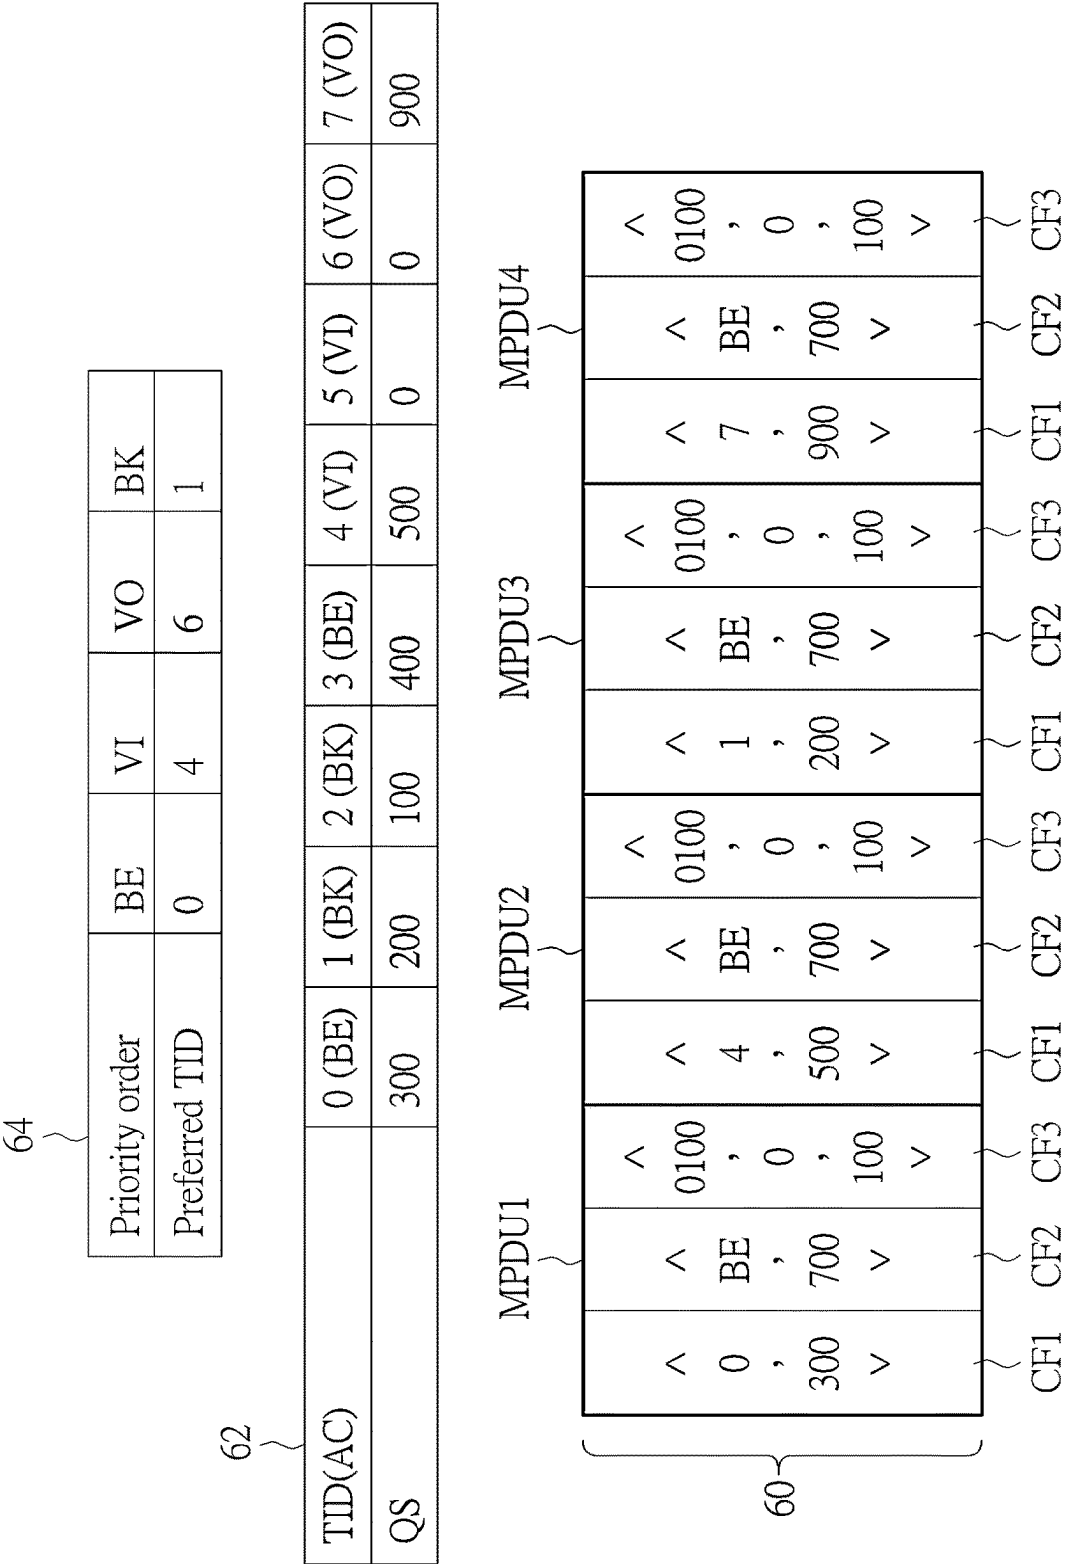 64
Priority order BE VI VO BK
Preferred TID 0 4 6 1
62
TID(AC) 0 (BE) 1 (BK) 2 (BK) 3 (BE) 4 (VI) 5 (VI) 6 (VO) 7 (VO)
QS 300 200 100 400 500 0 0 900
MPDU1 MPDU2 MPDU3 MPDU4
60
< 0 , 300 > < BE , 700 > < 0100 , 0 , 100 > < 4 , 500 > < BE , 700 > < 0100 , 0 , 100 > < 1 , 200 > < BE , 700 > < 0100 , 0 , 100 > < 7 , 900 > < BE , 700 > < 0100 , 0 , 100 >
CF1 CF2 CF3 CF1 CF2 CF3 CF1 CF2 CF3 CF1 CF2 CF3